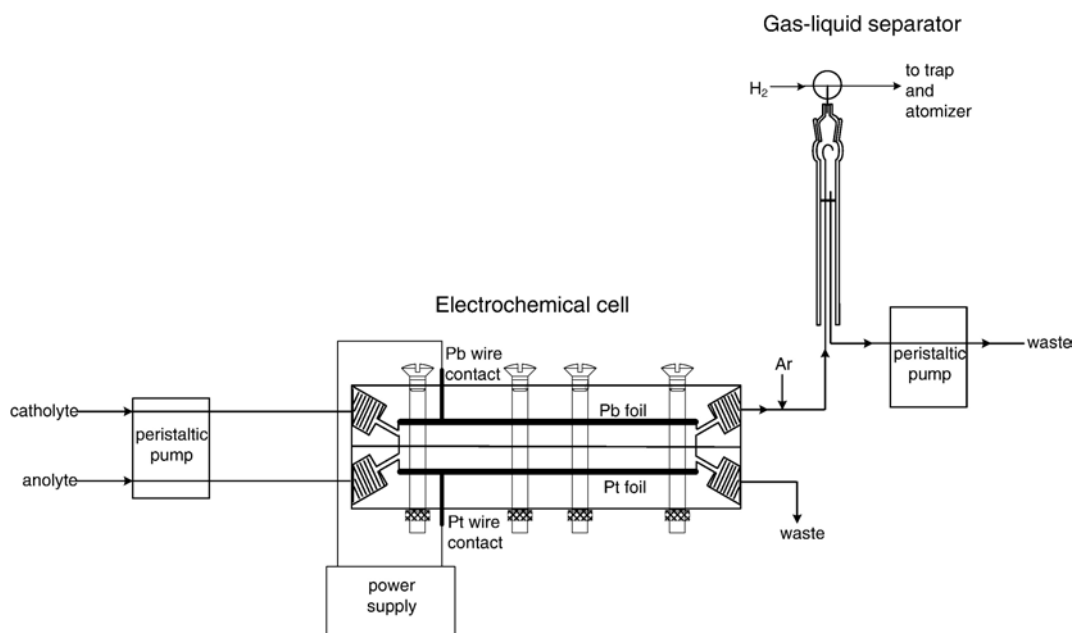 Gas-liquid separator
H₂
to trap
and
atomizer
Electrochemical cell
Pb wire
contact
Ar
peristaltic
pump
waste
catholyte
peristaltic
pump
Pb foil
anolyte
Pt foil
Pt wire
contact
waste
power
supply